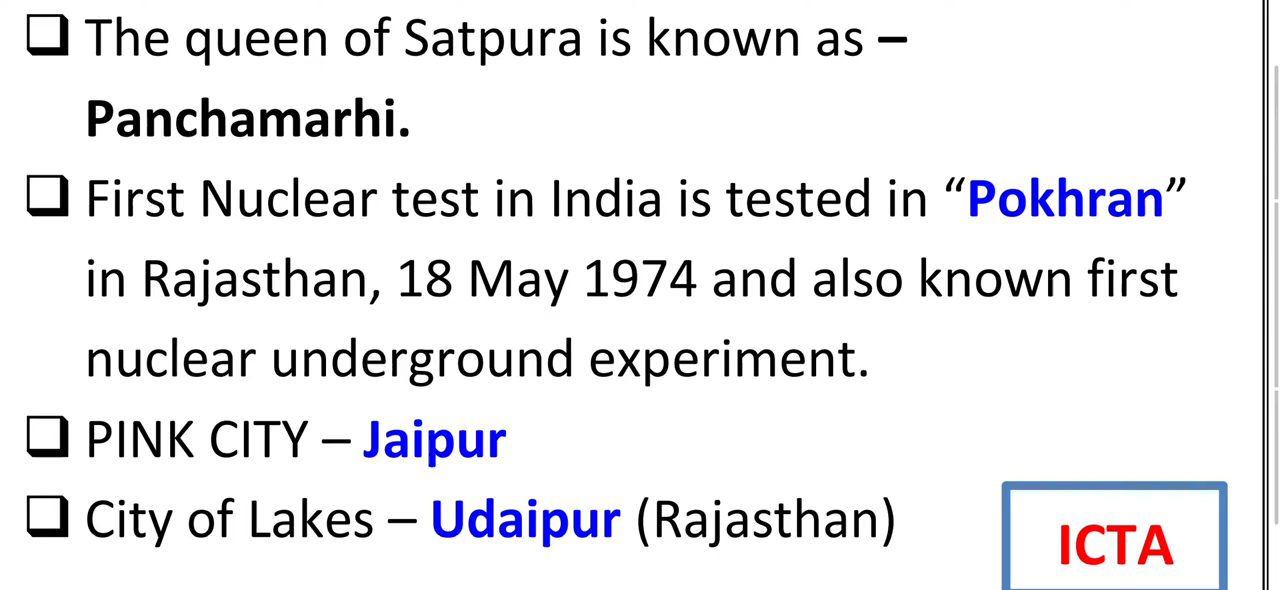 ❑ The queen of Satpura is known as –
Panchamarhi.
❑ First Nuclear test in India is tested in “Pokhran”
in Rajasthan, 18 May 1974 and also known first
nuclear underground experiment.
❑ PINK CITY – Jaipur
❑ City of Lakes – Udaipur (Rajasthan)
ICTA